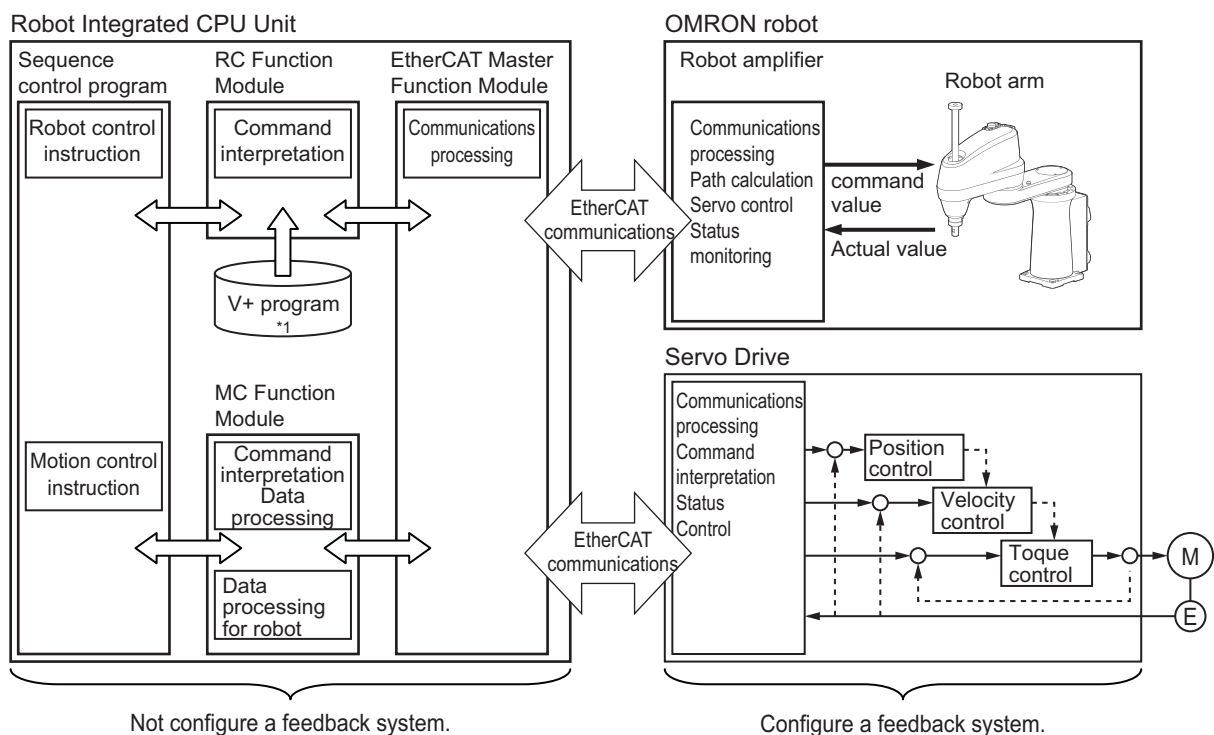 Robot Integrated CPU Unit
Sequence
control program
Robot control
instruction
Motion control
instruction
RC Function
Module
Command
interpretation
V+ program
*1
MC Function
Module
Command
interpretation
Data
processing
Data
processing
for robot
EtherCAT Master
Function Module
Communications
processing
EtherCAT
communications
EtherCAT
communications
Not configure a feedback system.
OMRON robot
Robot amplifier
Communications
processing
Path calculation
Servo control
Status
monitoring
command
value
Actual value
Robot arm
Servo Drive
Communications
processing
Command
interpretation
Status
Control
Position
control
Velocity
control
Toque
control
M
E
Configure a feedback system.